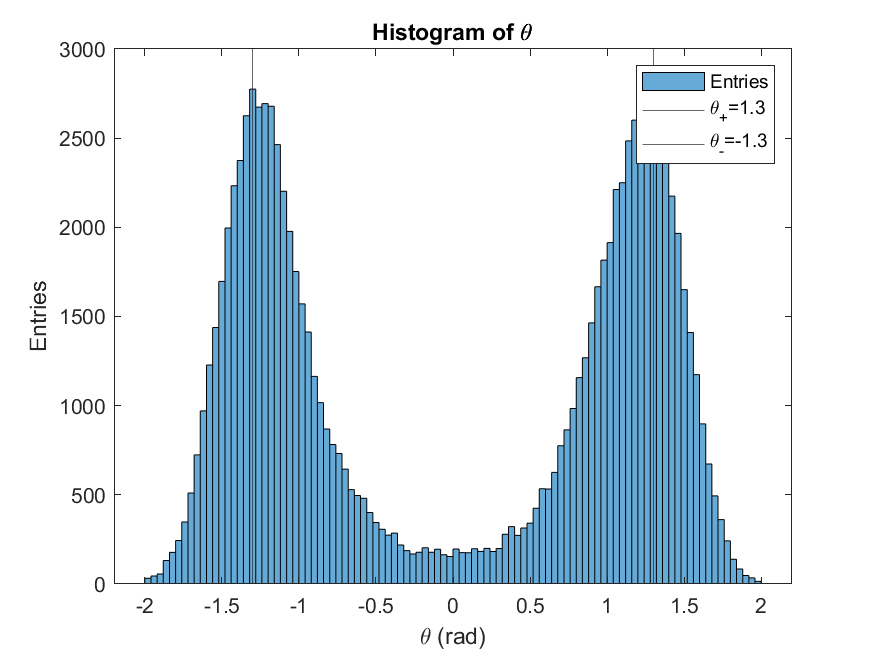 Histogram of θ
3000
2500
2000
1500
1000
500
0
Entries
Entries
θ₊=1.3
θ₋=-1.3
-2 -1.5 -1 -0.5 0 0.5 1 1.5 2
θ (rad)